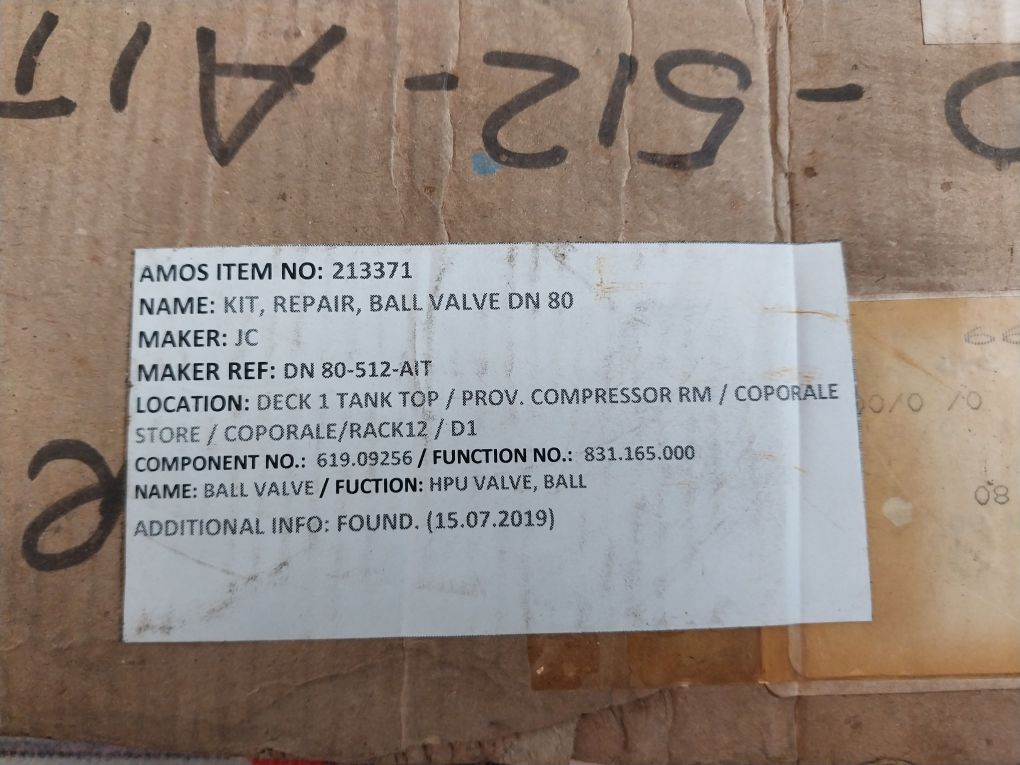 - 512 - AIT
AMOS ITEM NO: 213371
NAME: KIT, REPAIR, BALL VALVE DN 80
MAKER: JC
MAKER REF: DN 80-512-AIT
LOCATION: DECK 1 TANK TOP / PROV. COMPRESSOR RM / COPORALE
STORE / COPORALE/RACK12 / D1
COMPONENT NO.: 619.09256 / FUNCTION NO.: 831.165.000
NAME: BALL VALVE / FUCTION: HPU VALVE, BALL
ADDITIONAL INFO: FOUND. (15.07.2019)
80